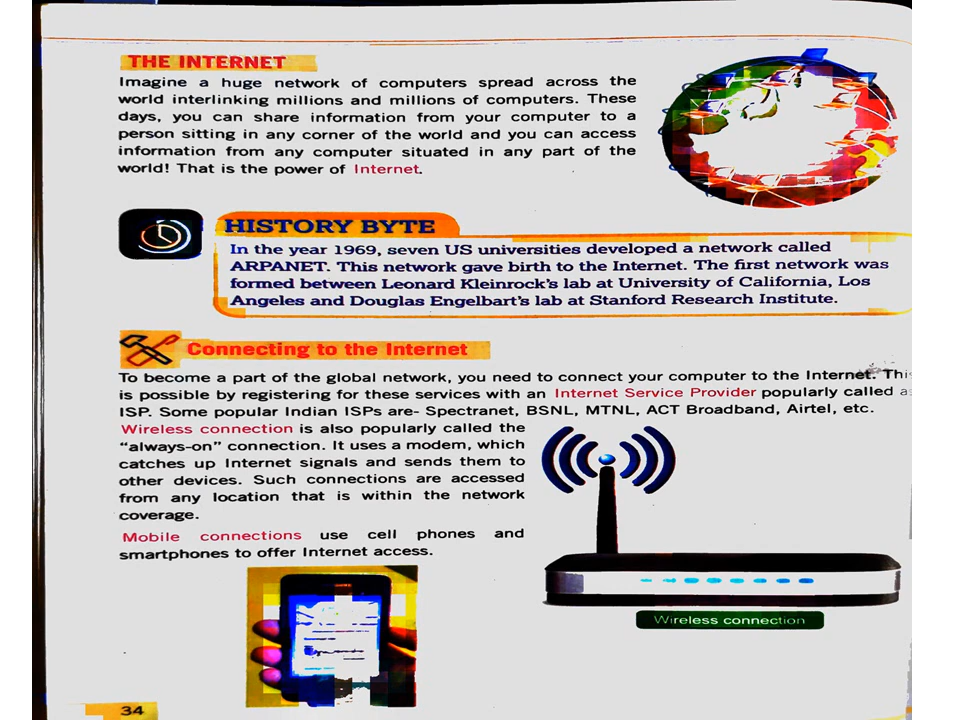 THE INTERNET
Imagine a huge network of computers spread across the
world interlinking millions and millions of computers. These
days, you can share information from your computer to a
person sitting in any corner of the world and you can access
information from any computer situated in any part of the
world! That is the power of Internet.
HISTORY BYTE
In the year 1969, seven US universities developed a network called
ARPANET. This network gave birth to the Internet. The first network was
formed between Leonard Kleinrock's lab at University of California, Los
Angeles and Douglas Engelbart's lab at Stanford Research Institute.
Connecting to the Internet
To become a part of the global network, you need to connect your computer to the Internet. This
is possible by registering for these services with an Internet Service Provider popularly called as
ISP. Some popular Indian ISPs are- Spectranet, BSNL, MTNL, ACT Broadband, Airtel, etc.
Wireless connection is also popularly called the
"always-on" connection. It uses a modem, which
catches up Internet signals and sends them to
other devices. Such connections are accessed
from any location that is within the network
coverage.
Mobile connections use cell phones and
smartphones to offer Internet access.
Wireless connection
34